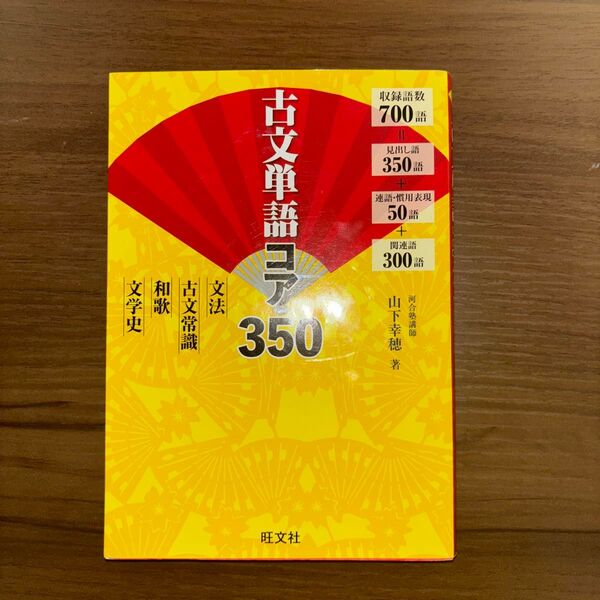 古文単語
コア
350
収録語数
700語
=
見出し語
350語
+
連語・慣用表現
50語
+
関連語
300語
河合塾講師
山下幸穂 著
文法
古文常識
和歌
文学史
旺文社